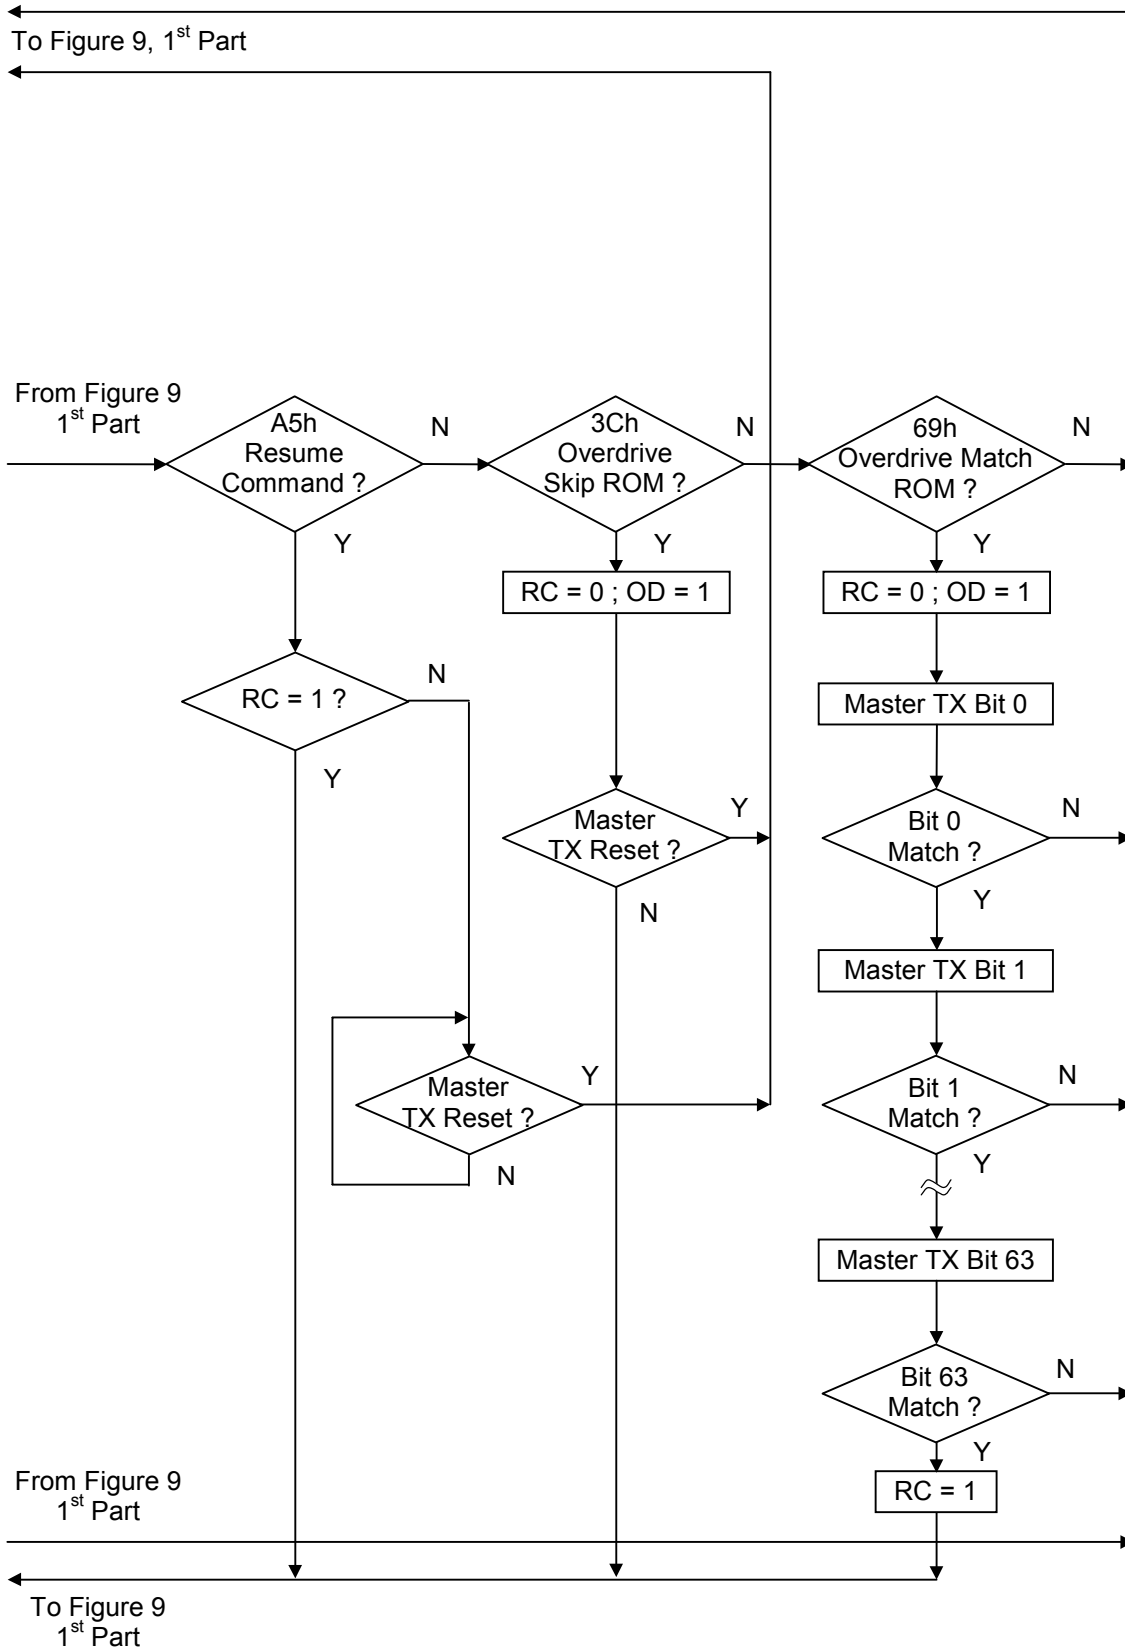 To Figure 9, 1st Part
From Figure 9
1st Part
A5h
Resume
Command ?
N
Y
3Ch
Overdrive
Skip ROM ?
N
Y
69h
Overdrive Match
ROM ?
N
Y
RC = 0 ; OD = 1
RC = 0 ; OD = 1
RC = 1 ?
N
Y
Master TX Bit 0
Master
TX Reset ?
Y
N
Bit 0
Match ?
N
Y
Master TX Bit 1
Master
TX Reset ?
Y
N
Bit 1
Match ?
N
Y
Master TX Bit 63
Bit 63
Match ?
N
Y
RC = 1
From Figure 9
1st Part
To Figure 9
1st Part